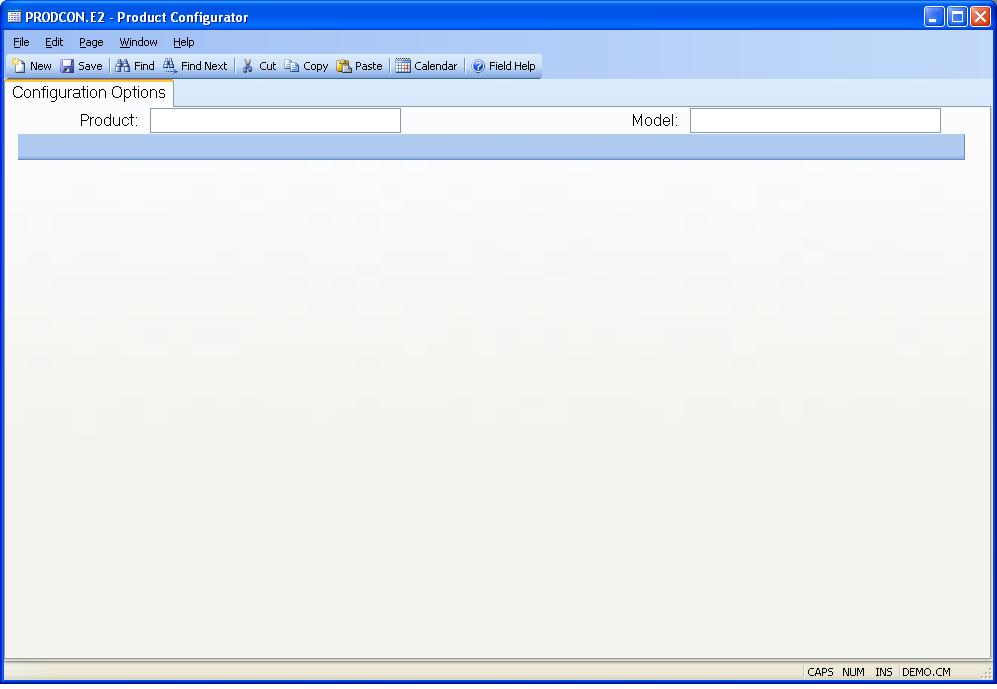 PRODCON.E2 - Product Configurator
File Edit Page Window Help
New Save Find Find Next Cut Copy Paste Calendar Field Help
Configuration Options
Product: Model:
CAPS NUM INS DEMO.CM